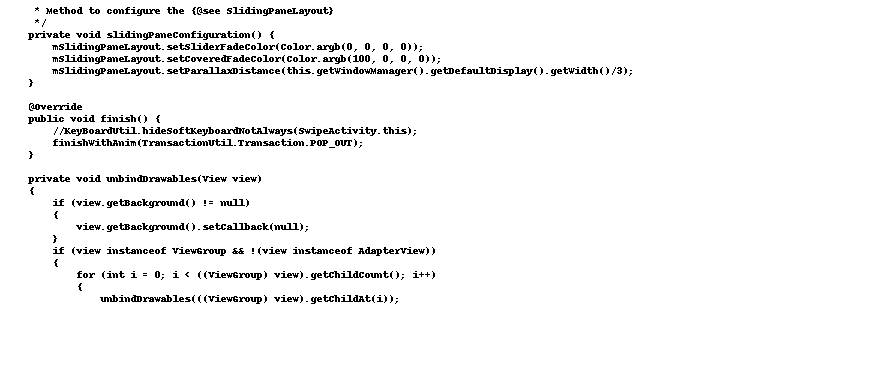 * Method to configure the {@see SlidingPaneLayout}
*/
private void slidingPaneConfiguration() {
mSlidingPaneLayout.setSliderFadeColor(Color.argb(0, 0, 0, 0));
mSlidingPaneLayout.setCoveredFadeColor(Color.argb(100, 0, 0, 0));
mSlidingPaneLayout.setParallaxDistance(this.getWindowManager().getDefaultDisplay().getWidth()/3);
}
@Override
public void finish() {
//KeyBoardUtil.hideSoftKeyboardNotAlways(SwipeActivity.this);
finishWithAnim(TransactionUtil.Transaction.POP_OUT);
}
private void unbindDrawables(View view)
{
if (view.getBackground() != null)
{
view.getBackground().setCallback(null);
}
if (view instanceof ViewGroup && !(view instanceof AdapterView))
{
for (int i = 0; i < ((ViewGroup) view).getChildCount(); i++)
{
unbindDrawables(((ViewGroup) view).getChildAt(i));